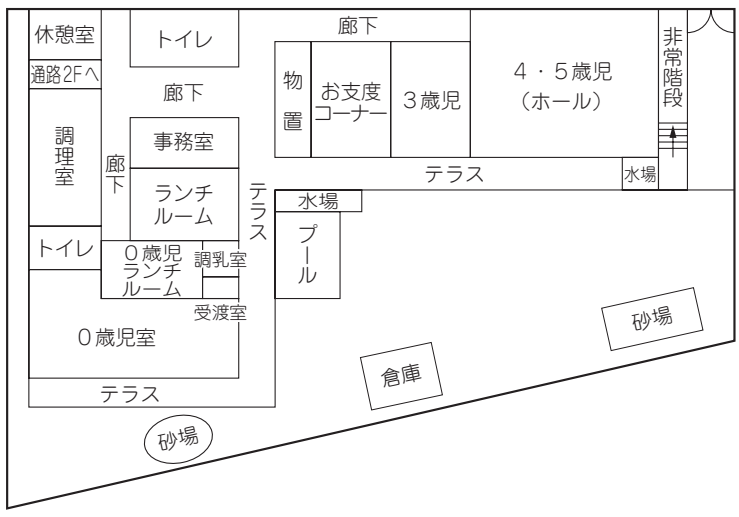 休憩室
トイレ
廊下
非常階段
通路2Fへ
廊下
物置
お支度
コーナー
３歳児
４・５歳児
（ホール）
調理室
廊下
事務室
ランチ
ルーム
テラス
テラス
水場
水場
プール
トイレ
０歳児
ランチ
ルーム
調乳室
受渡室
０歳児室
テラス
砂場
倉庫
砂場